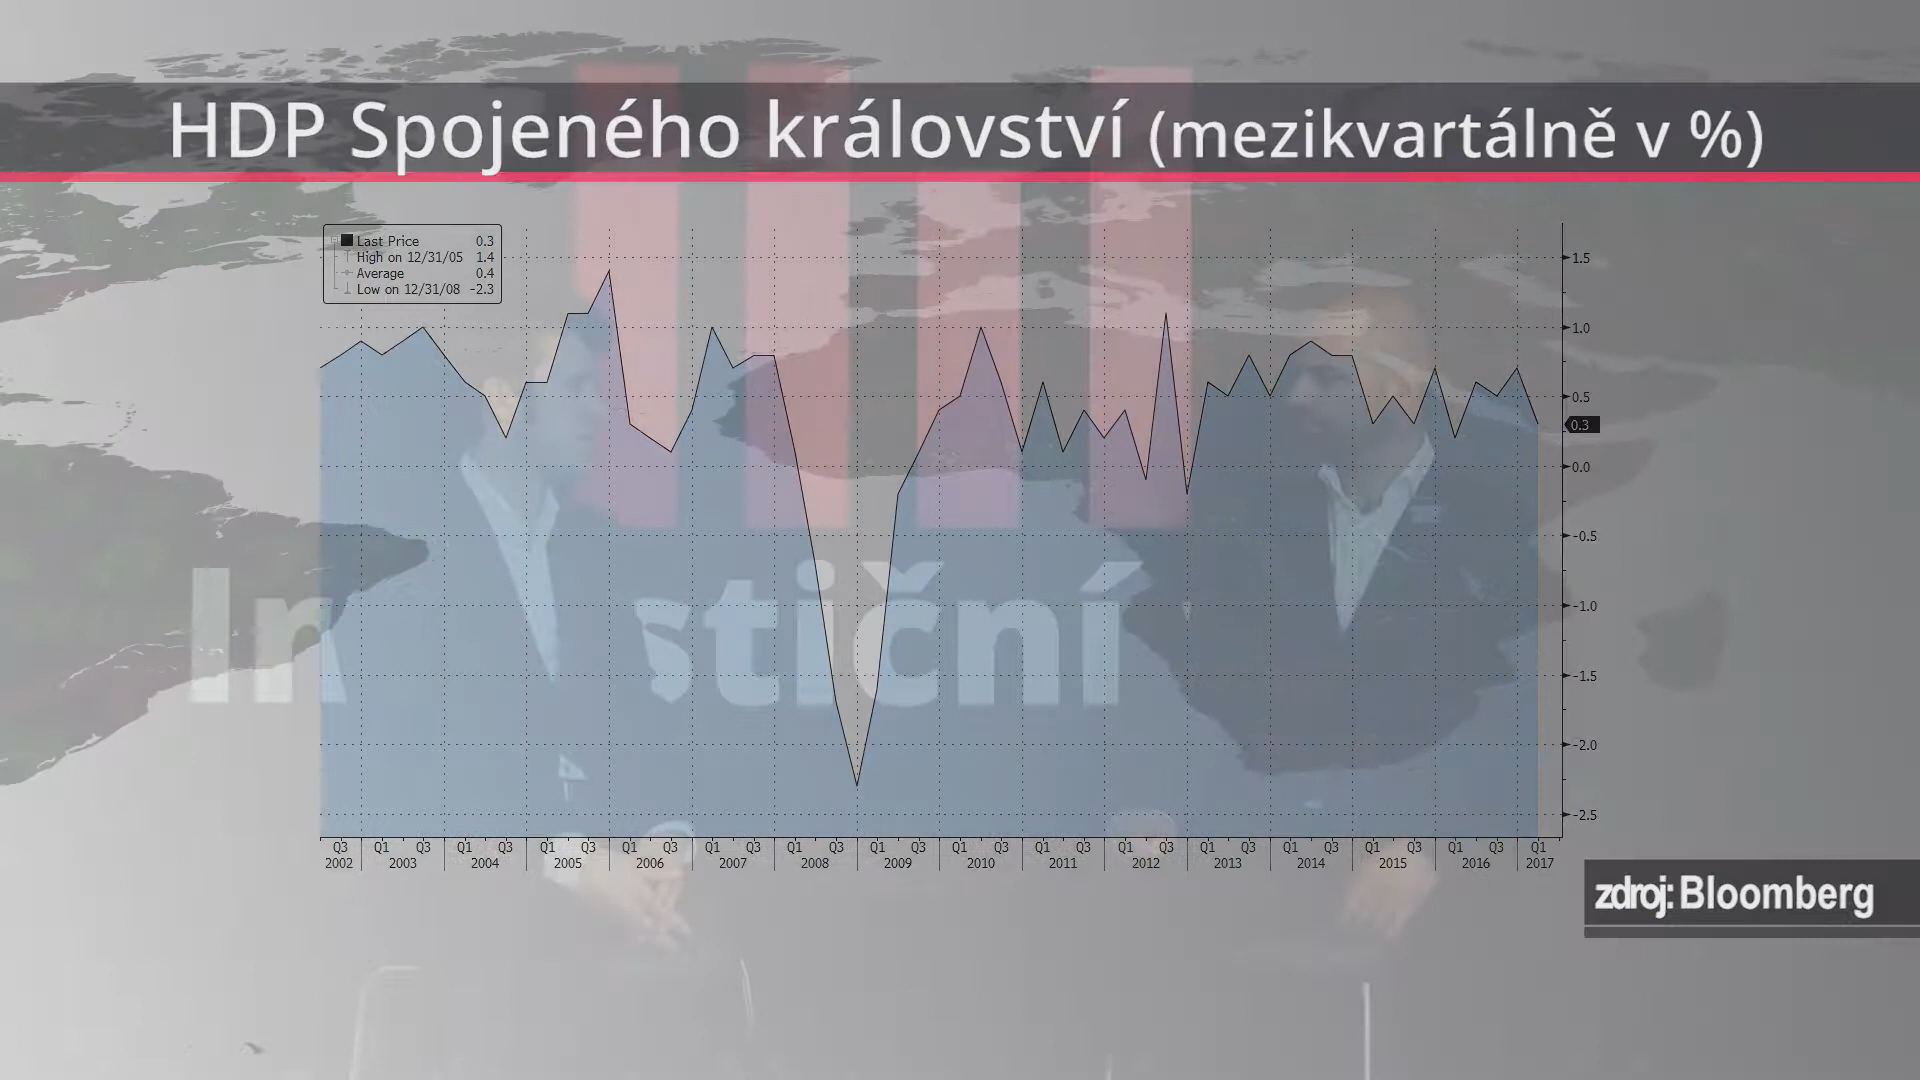 HDP Spojeného království (mezikvartálně v %)
Last Price 0.3
High on 12/31/05 1.4
Average 0.4
Low on 12/31/08 -2.3
1.5
1.0
0.5
0.3
0.0
-0.5
-1.0
-1.5
-2.0
-2.5
stiční
Q3 Q1 Q3 Q1 Q3 Q1 Q3 Q1 Q3 Q1 Q3 Q1 Q3 Q1 Q3 Q1 Q3 Q1 Q3 Q1 Q3 Q1 Q3 Q1 Q3 Q1 Q3 Q1 Q3 Q1
2002 2003 2004 2005 2006 2007 2008 2009 2010 2011 2012 2013 2014 2015 2016 2017
zdroj: Bloomberg